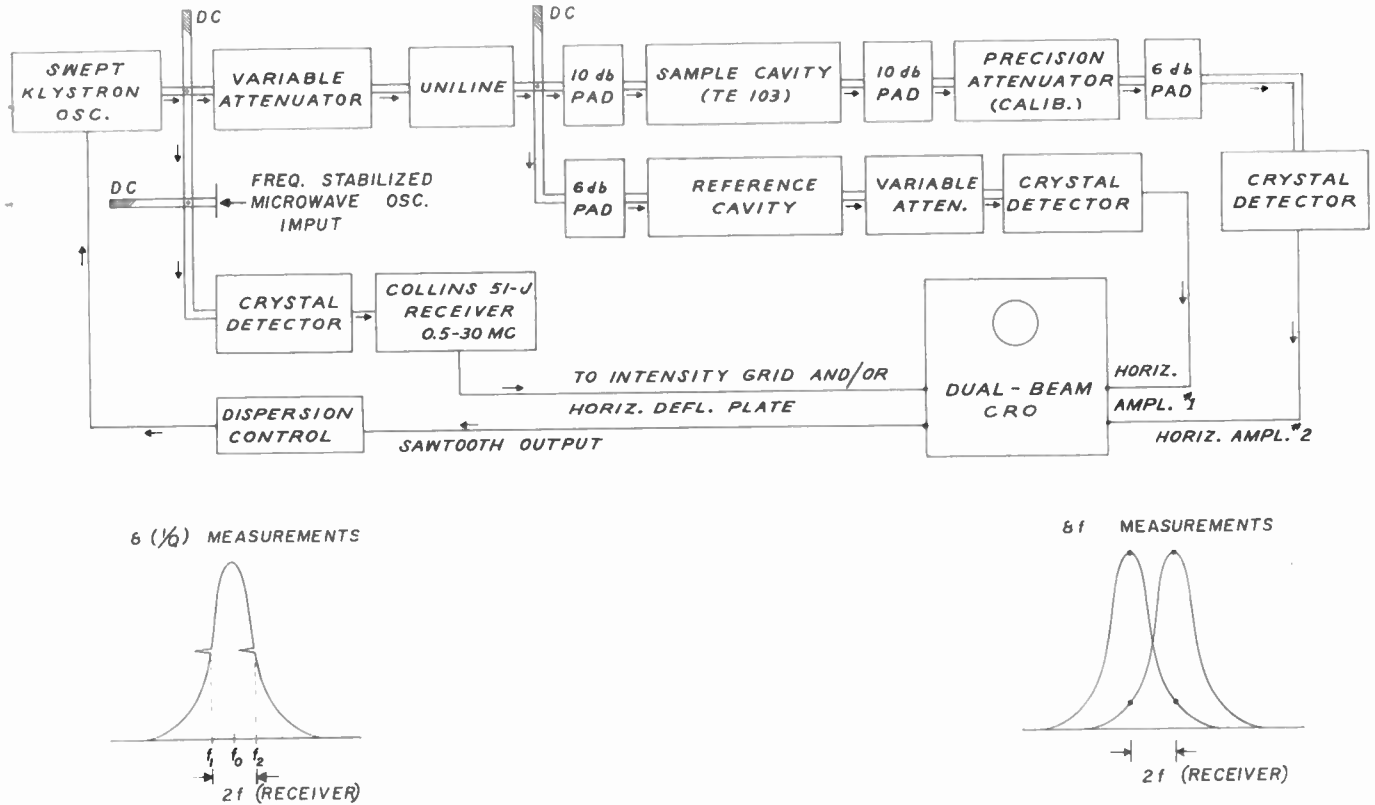 DC
DC
SWEPT
KLYSTRON
OSC.
VARIABLE
ATTENUATOR
UNILINE
10 db
PAD
SAMPLE CAVITY
(TE 103)
10 db
PAD
PRECISION
ATTENUATOR
(CALIB.)
6 db
PAD
DC
FREQ. STABILIZED
MICROWAVE OSC.
IMPUT
6 db
PAD
REFERENCE
CAVITY
VARIABLE
ATTEN.
CRYSTAL
DETECTOR
CRYSTAL
DETECTOR
CRYSTAL
DETECTOR
COLLINS 51-J
RECEIVER
0.5-30 MC
TO INTENSITY GRID AND/OR
HORIZ. DEFL. PLATE
DUAL-BEAM
CRO
HORIZ.
AMPL. #1
HORIZ. AMPL. #2
DISPERSION
CONTROL
SAWTOOTH OUTPUT
δ (1/Q) MEASUREMENTS
f1 f0 f2
2f (RECEIVER)
δf MEASUREMENTS
2f (RECEIVER)